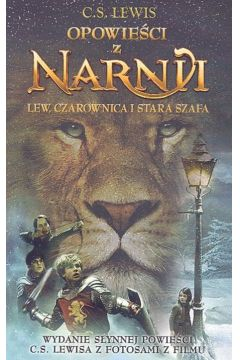 C.S. LEWIS
OPOWIEŚCI
Z
NARNII
LEW, CZAROWNICA I STARA SZAFA
WYDANIE SŁYNNEJ POWIEŚCI
C.S. LEWISA Z FOTOSAMI Z FILMU